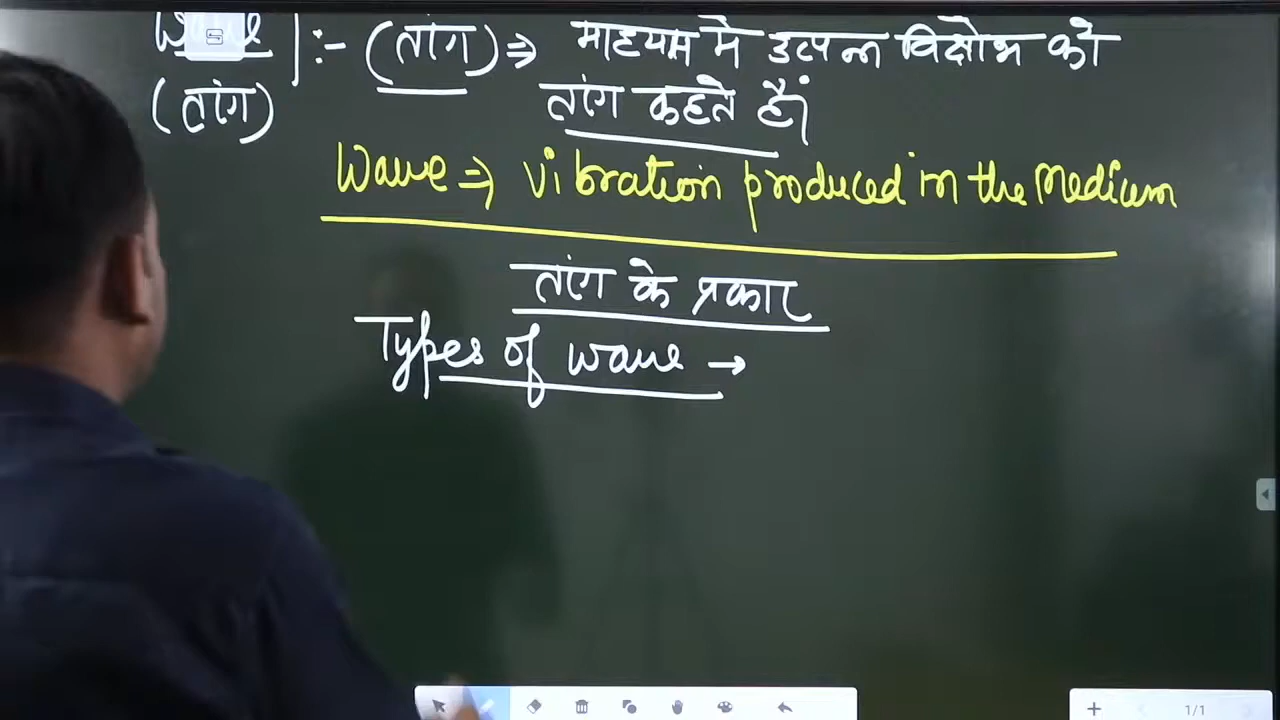 Wave :- (तरंग) ⇒ माध्यम में उत्पन्न विक्षोभ को
(तरंग) तरंग कहते हैं।
Wave ⇒ Vibration produced in the Medium
तरंग के प्रकार
Types of wave →
1/1